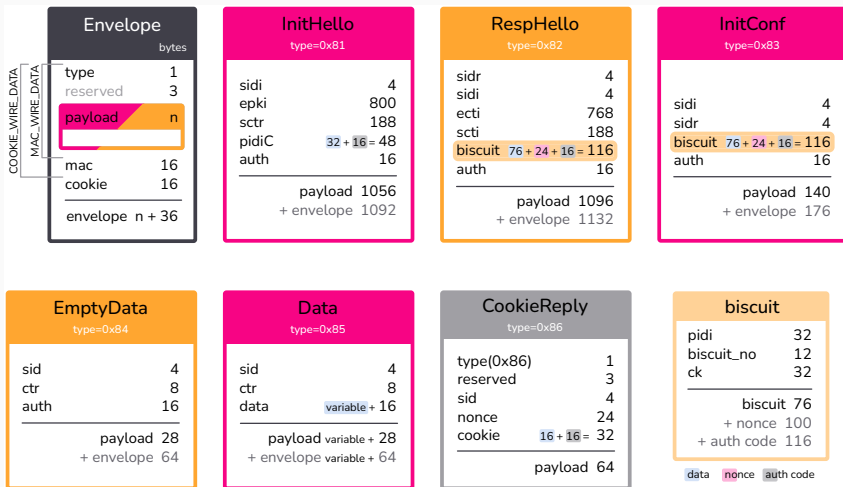 Envelope
bytes
COOKIE_WIRE_DATA
MAC_WIRE_DATA
type 1
reserved 3
payload n
mac 16
cookie 16
envelope n + 36
InitHello
type=0x81
sidi 4
epki 800
sctr 188
pidiC 32 + 16 = 48
auth 16
payload 1056
+ envelope 1092
RespHello
type=0x82
sidr 4
sidi 4
ecti 768
scti 188
biscuit 76 + 24 + 16 = 116
auth 16
payload 1096
+ envelope 1132
InitConf
type=0x83
sidi 4
sidr 4
biscuit 76 + 24 + 16 = 116
auth 16
payload 140
+ envelope 176
EmptyData
type=0x84
sid 4
ctr 8
auth 16
payload 28
+ envelope 64
Data
type=0x85
sid 4
ctr 8
data variable + 16
payload variable + 28
+ envelope variable + 64
CookieReply
type=0x86
type(0x86) 1
reserved 3
sid 4
nonce 24
cookie 16 + 16 = 32
payload 64
biscuit
pidi 32
biscuit_no 12
ck 32
biscuit 76
+ nonce 100
+ auth code 116
data nonce auth code